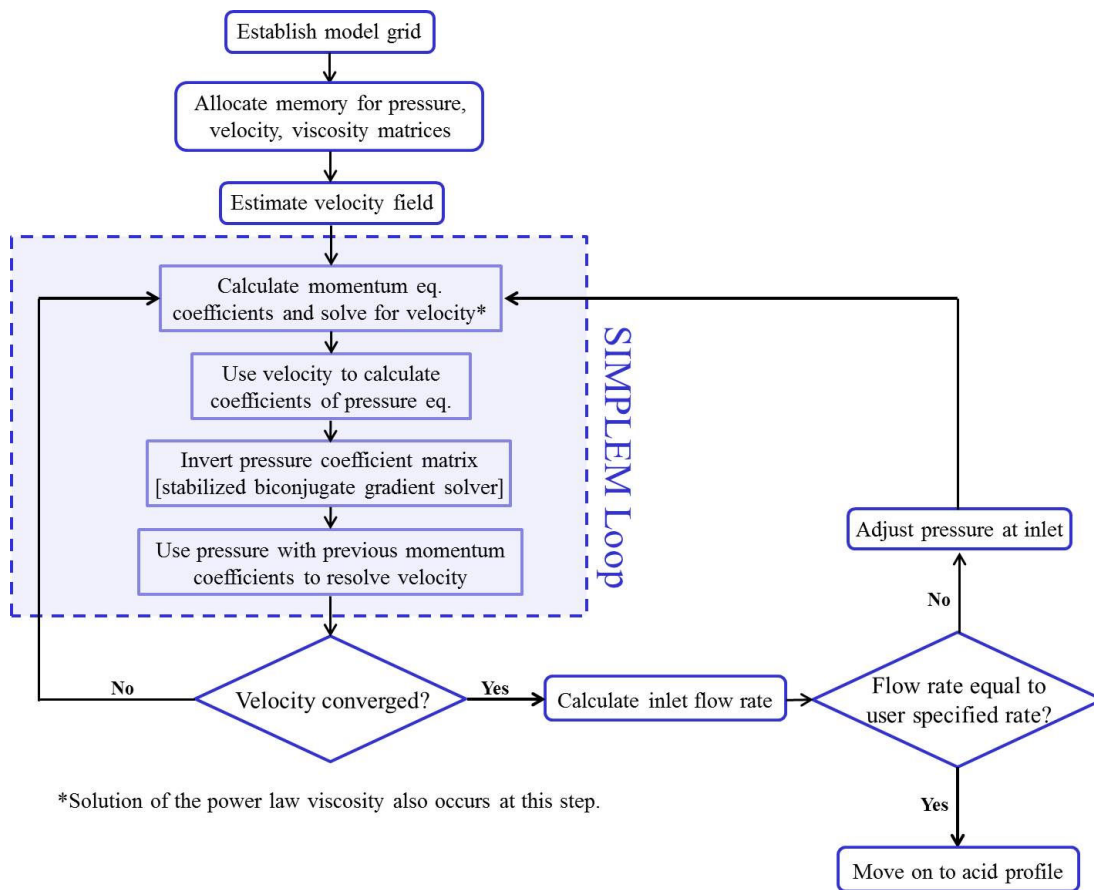 Establish model grid
Allocate memory for pressure,
velocity, viscosity matrices
Estimate velocity field
Calculate momentum eq.
coefficients and solve for velocity*
Use velocity to calculate
coefficients of pressure eq.
Invert pressure coefficient matrix
[stabilized biconjugate gradient solver]
Use pressure with previous momentum
coefficients to resolve velocity
SIMPLEM Loop
Velocity converged?
No
Yes
Calculate inlet flow rate
Flow rate equal to
user specified rate?
No
Adjust pressure at inlet
Yes
Move on to acid profile
*Solution of the power law viscosity also occurs at this step.